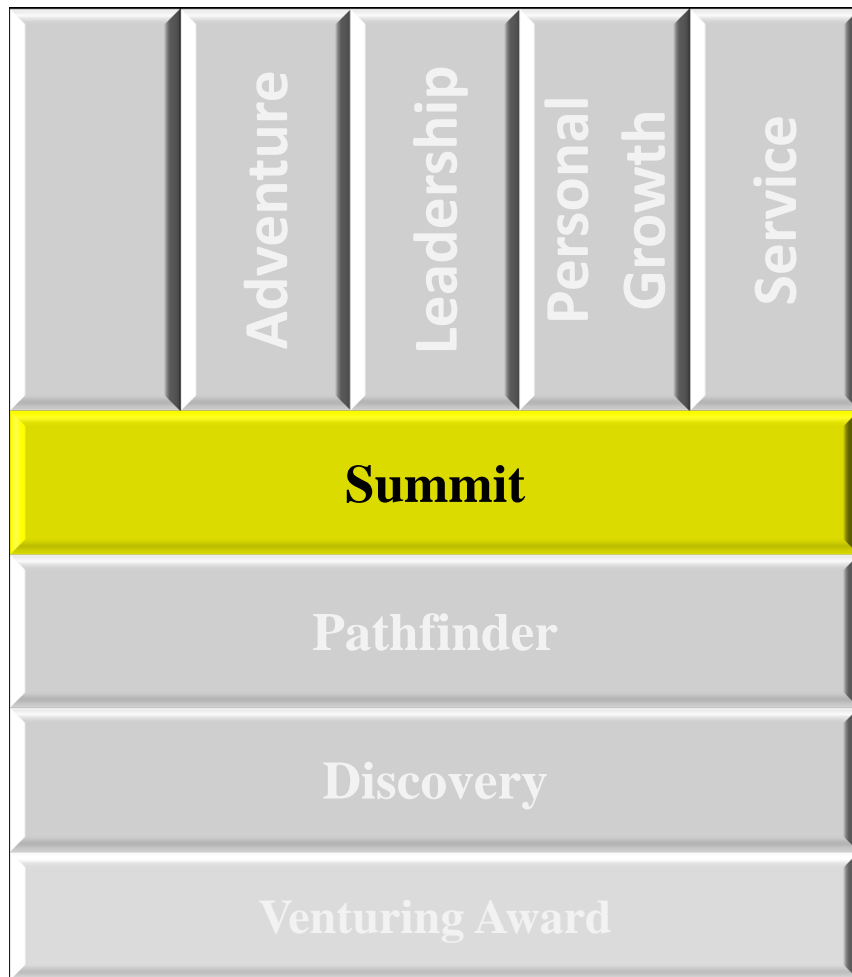 Adventure
Leadership
Personal
Growth
Service
Summit
Pathfinder
Discovery
Venturing Award